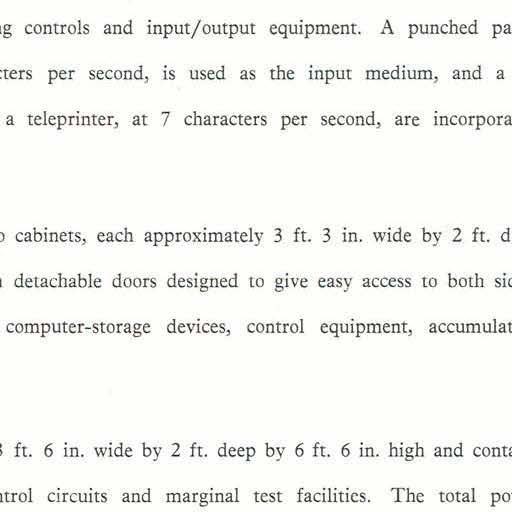 ng controls and input/output equipment. A punched pa
cters per second, is used as the input medium, and a
a teleprinter, at 7 characters per second, are incorpora
o cabinets, each approximately 3 ft. 3 in. wide by 2 ft. d
n detachable doors designed to give easy access to both sid
computer-storage devices, control equipment, accumulat
3 ft. 6 in. wide by 2 ft. deep by 6 ft. 6 in. high and conta
ntrol circuits and marginal test facilities. The total po